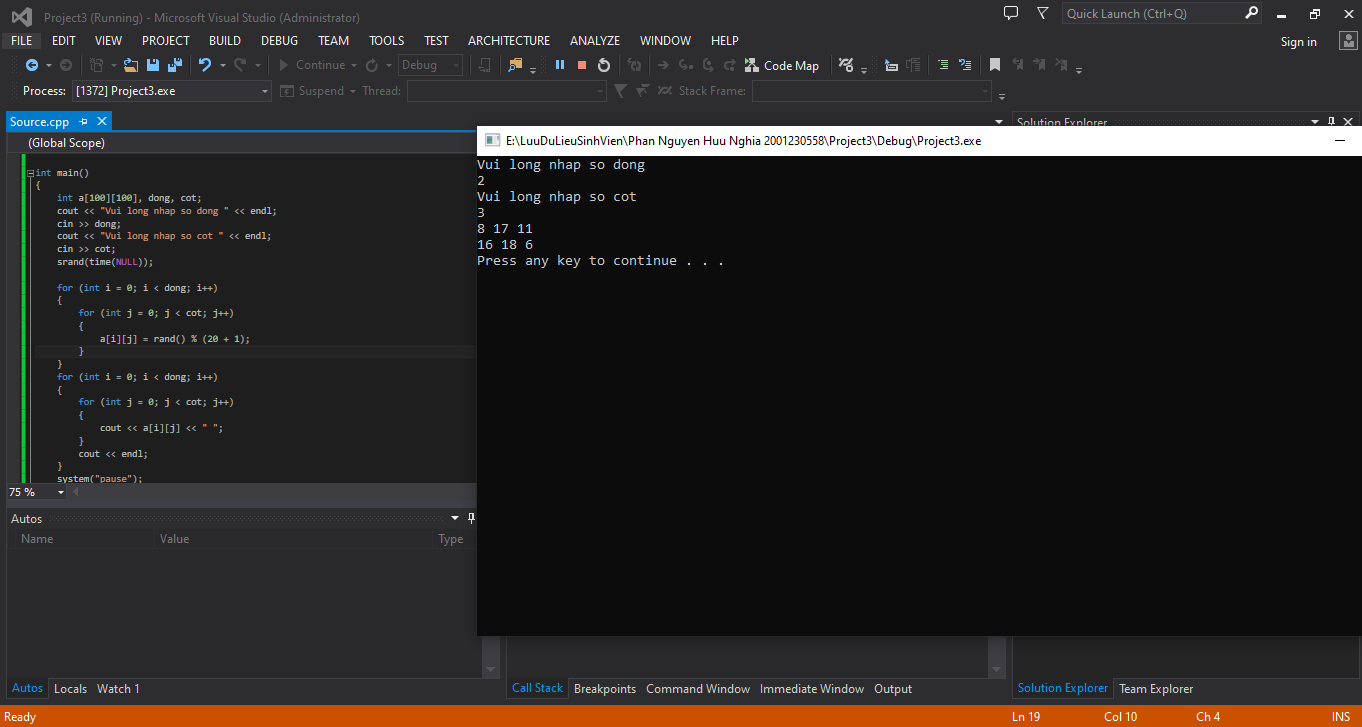 Project3 (Running) - Microsoft Visual Studio (Administrator)
Quick Launch (Ctrl+Q)
FILE EDIT VIEW PROJECT BUILD DEBUG TEAM TOOLS TEST ARCHITECTURE ANALYZE WINDOW HELP
Sign in
Continue Debug Code Map
Process: [1372] Project3.exe Suspend Thread: Stack Frame:
Source.cpp
Solution Explorer
(Global Scope)
int main()
{
int a[100][100], dong, cot;
cout << "Vui long nhap so dong " << endl;
cin >> dong;
cout << "Vui long nhap so cot " << endl;
cin >> cot;
srand(time(NULL));
for (int i = 0; i < dong; i++)
{
for (int j = 0; j < cot; j++)
{
a[i][j] = rand() % (20 + 1);
}
}
for (int i = 0; i < dong; i++)
{
for (int j = 0; j < cot; j++)
{
cout << a[i][j] << " ";
}
cout << endl;
}
system("pause");
75 %
E:\LuuDuLieuSinhVien\Phan Nguyen Huu Nghia 2001230558\Project3\Debug\Project3.exe
Vui long nhap so dong
2
Vui long nhap so cot
3
8 17 11
16 18 6
Press any key to continue . . .
Autos
Name Value Type
Autos Locals Watch 1
Call Stack Breakpoints Command Window Immediate Window Output
Solution Explorer Team Explorer
Ready Ln 19 Col 10 Ch 4 INS